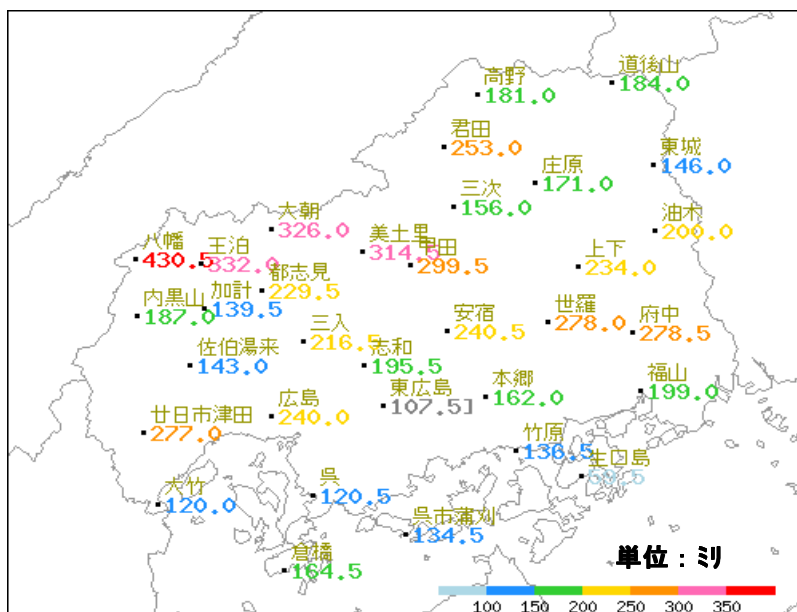 高野
181.0
道後山
184.0
君田
253.0
東城
146.0
庄原
171.0
三次
156.0
油木
200.0
大朝
326.0
八幡
430.5
王泊
332.0
美土里
314.5
甲田
299.5
上下
234.0
都志見
229.5
内黒山
187.0
加計
139.5
三入
216.5
安宿
240.5
世羅
278.0
府中
278.5
佐伯湯来
143.0
志和
195.5
東広島
107.5]
本郷
162.0
福山
199.0
広島
240.0
廿日市津田
277.0
竹原
136.5
生口島
69.5
大竹
120.0
呉
120.5
呉市蒲刈
134.5
倉橋
164.5
単位：ミリ
100 150 200 250 300 350